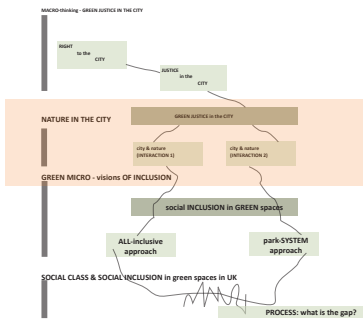 MACRO-thinking - GREEN JUSTICE IN THE CITY
RIGHT
to the
CITY
JUSTICE
in the
CITY
NATURE IN THE CITY
GREEN JUSTICE in the CITY
city & nature
(INTERACTION 1)
city & nature
(INTERACTION 2)
GREEN MICRO - visions OF INCLUSION
social INCLUSION in GREEN spaces
ALL-inclusive
approach
park-SYSTEM
approach
SOCIAL CLASS & SOCIAL INCLUSION in green spaces in UK
PROCESS: what is the gap?